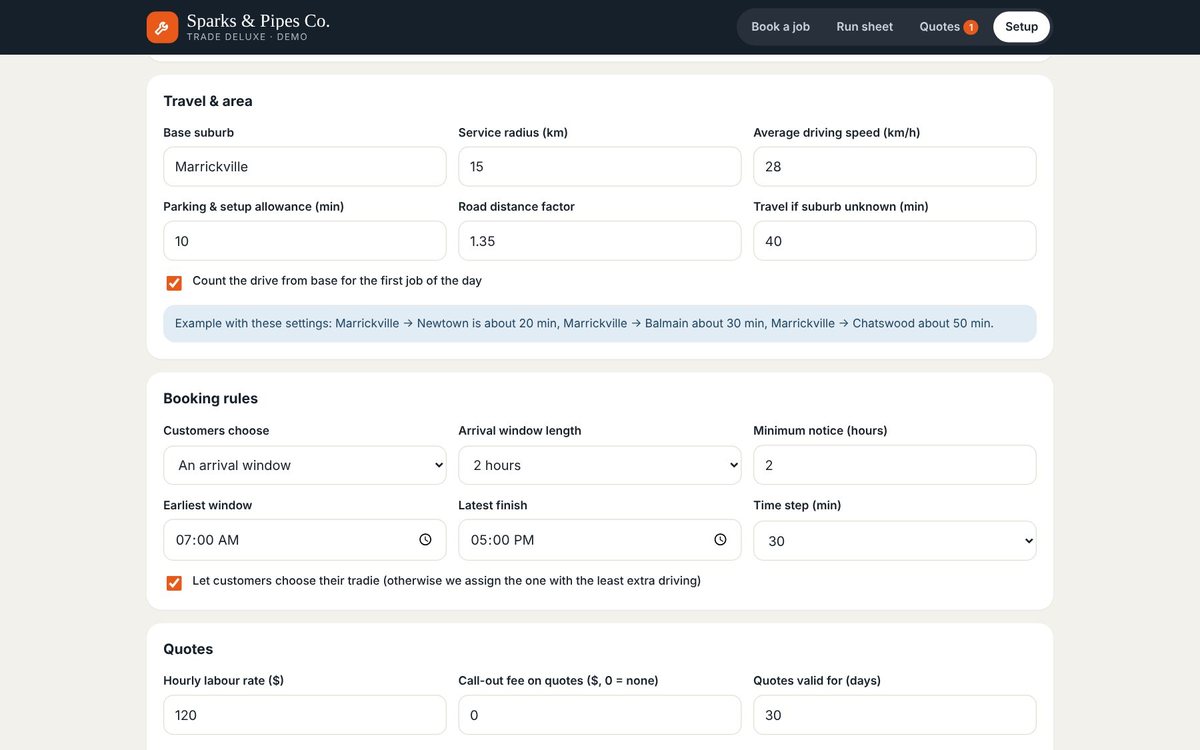 Sparks & Pipes Co.
TRADE DELUXE · DEMO
Book a job
Run sheet
Quotes 1
Setup
Travel & area
Base suburb
Service radius (km)
Average driving speed (km/h)
Marrickville
15
28
Parking & setup allowance (min)
Road distance factor
Travel if suburb unknown (min)
10
1.35
40
Count the drive from base for the first job of the day
Example with these settings: Marrickville → Newtown is about 20 min, Marrickville → Balmain about 30 min, Marrickville → Chatswood about 50 min.
Booking rules
Customers choose
Arrival window length
Minimum notice (hours)
An arrival window
2 hours
2
Earliest window
Latest finish
Time step (min)
07:00 AM
05:00 PM
30
Let customers choose their tradie (otherwise we assign the one with the least extra driving)
Quotes
Hourly labour rate ($)
Call-out fee on quotes ($, 0 = none)
Quotes valid for (days)
120
0
30